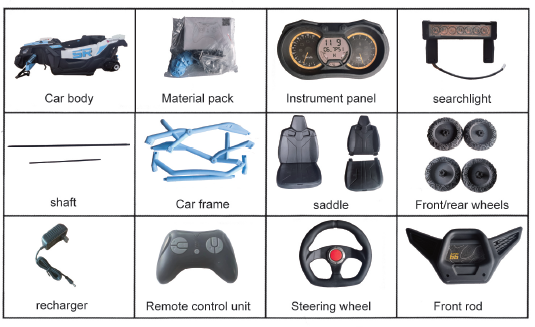 SR
Car body
Material pack
Instrument panel
searchlight
shaft
Car frame
saddle
Front/rear wheels
recharger
Remote control unit
Steering wheel
Front rod